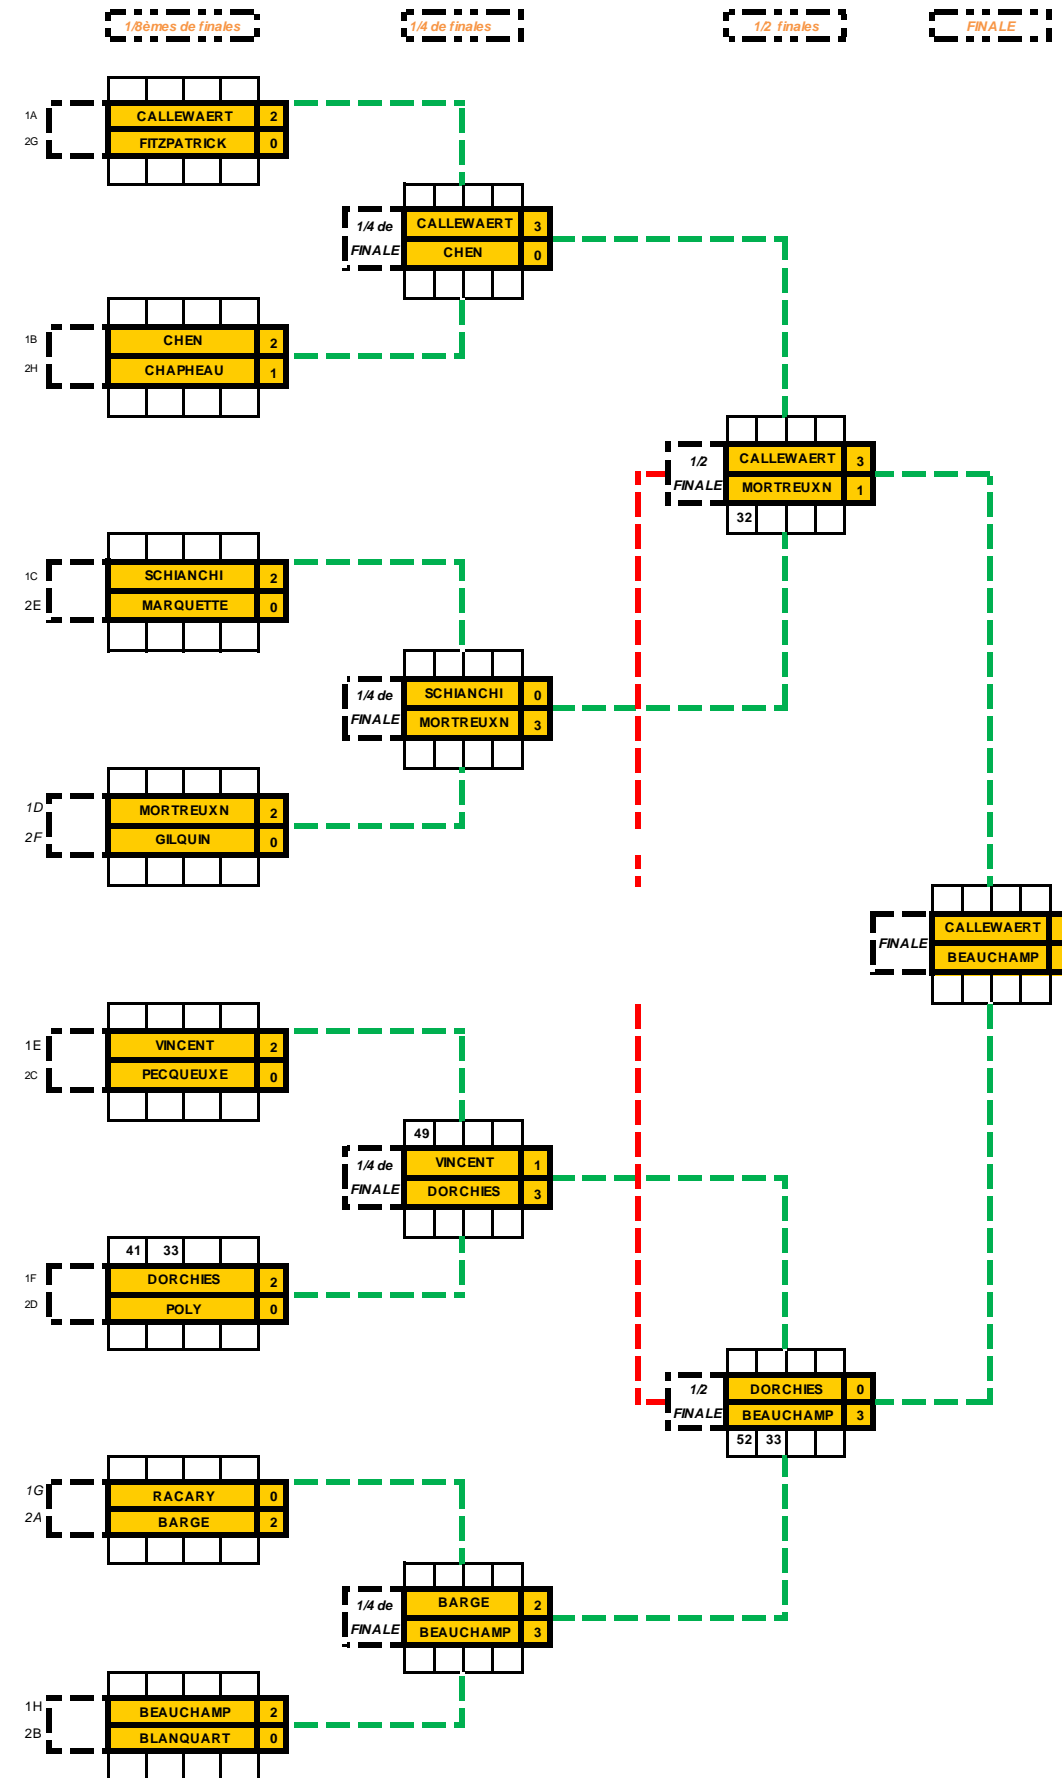 1/8èmes de finales
1/4 de finales
1/2 finales
FINALE
1A
CALLEWAERT 2
2G
FITZPATRICK 0
1/4 de
FINALE
CALLEWAERT 3
CHEN 0
1B
CHEN 2
2H
CHAPHEAU 1
1/2
FINALE
CALLEWAERT 3
MORTREUXN 1
32
1C
SCHIANCHI 2
2E
MARQUETTE 0
1/4 de
FINALE
SCHIANCHI 0
MORTREUXN 3
1D
MORTREUXN 2
2F
GILQUIN 0
FINALE
CALLEWAERT
BEAUCHAMP
1E
VINCENT 2
2C
PECQUEUXE 0
49
1/4 de
FINALE
VINCENT 1
DORCHIES 3
41 33
1F
DORCHIES 2
2D
POLY 0
1/2
FINALE
DORCHIES 0
BEAUCHAMP 3
52 33
1G
RACARY 0
2A
BARGE 2
1/4 de
FINALE
BARGE 2
BEAUCHAMP 3
1H
BEAUCHAMP 2
2B
BLANQUART 0